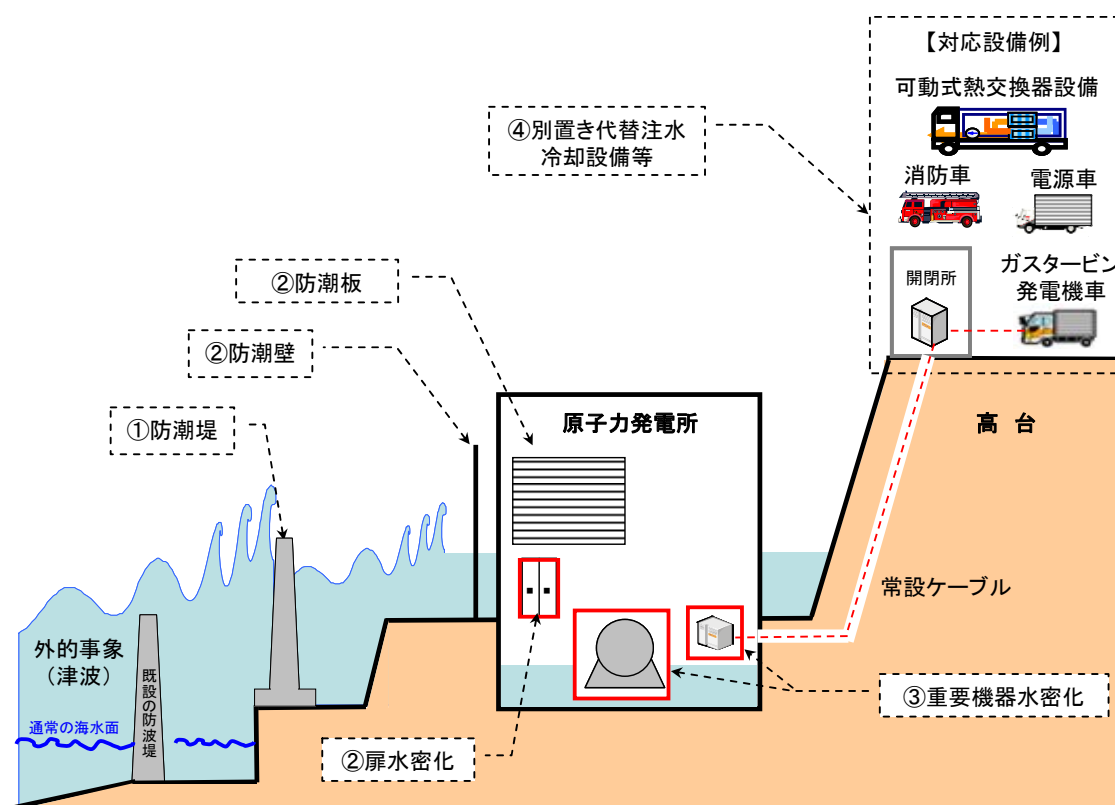 【対応設備例】
可動式熱交換器設備
④別置き代替注水
冷却設備等
消防車
電源車
開閉所
ガスタービン
発電機車
②防潮板
②防潮壁
①防潮堤
原子力発電所
高 台
常設ケーブル
外的事象
（津波）
既設の防波堤
通常の海水面
③重要機器水密化
②扉水密化